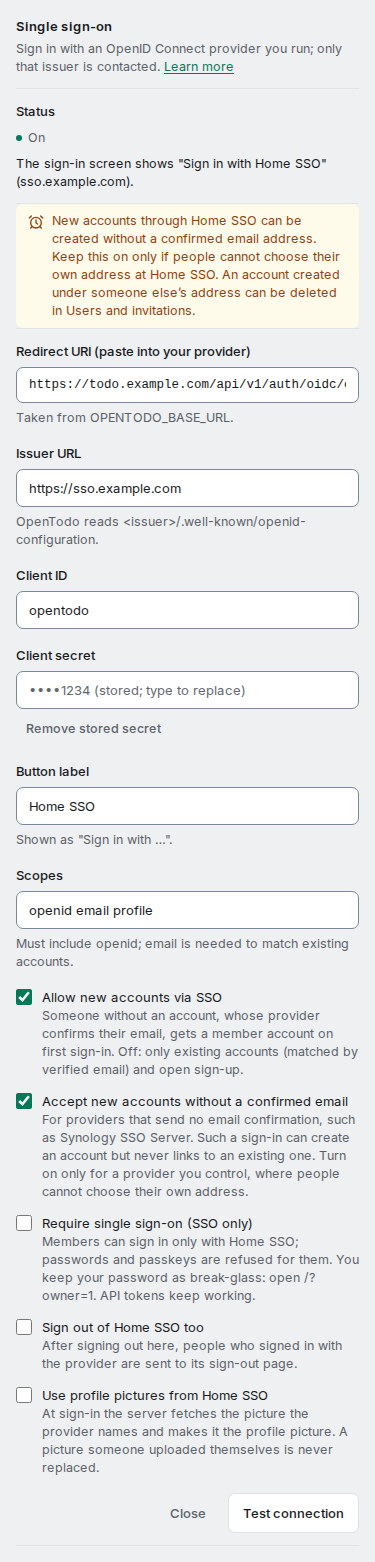 Single sign-on
Sign in with an OpenID Connect provider you run; only
that issuer is contacted. Learn more
Status
On
The sign-in screen shows "Sign in with Home SSO"
(sso.example.com).
New accounts through Home SSO can be
created without a confirmed email address.
Keep this on only if people cannot choose their
own address at Home SSO. An account created
under someone else's address can be deleted
in Users and invitations.
Redirect URI (paste into your provider)
https://todo.example.com/api/v1/auth/oidc/
Taken from OPENTODO_BASE_URL.
Issuer URL
https://sso.example.com
OpenTodo reads <issuer>/.well-known/openid-
configuration.
Client ID
opentodo
Client secret
••••1234 (stored; type to replace)
Remove stored secret
Button label
Home SSO
Shown as "Sign in with ...".
Scopes
openid email profile
Must include openid; email is needed to match existing
accounts.
Allow new accounts via SSO
Someone without an account, whose provider
confirms their email, gets a member account on
first sign-in. Off: only existing accounts (matched by
verified email) and open sign-up.
Accept new accounts without a confirmed email
For providers that send no email confirmation, such
as Synology SSO Server. Such a sign-in can create
an account but never links to an existing one. Turn
on only for a provider you control, where people
cannot choose their own address.
Require single sign-on (SSO only)
Members can sign in only with Home SSO;
passwords and passkeys are refused for them. You
keep your password as break-glass: open /?
owner=1. API tokens keep working.
Sign out of Home SSO too
After signing out here, people who signed in with
the provider are sent to its sign-out page.
Use profile pictures from Home SSO
At sign-in the server fetches the picture the
provider names and makes it the profile picture. A
picture someone uploaded themselves is never
replaced.
Close
Test connection